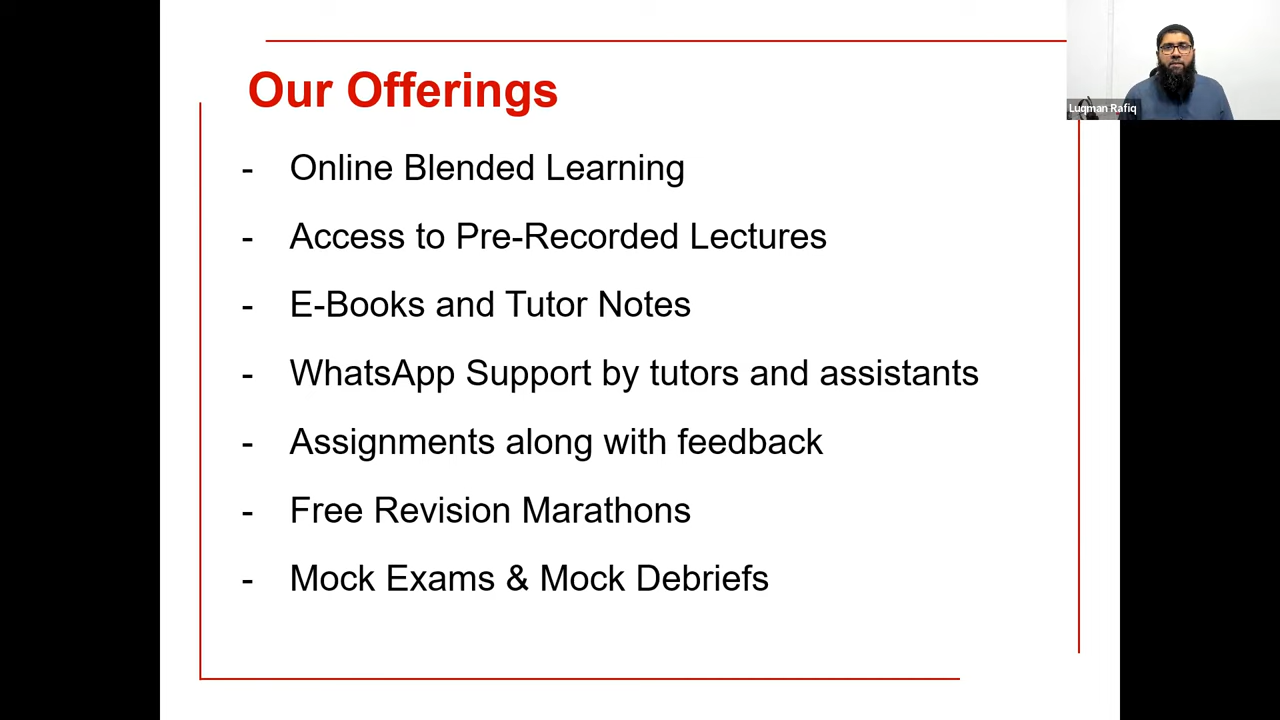 Our Offerings
Luqman Rafiq
- Online Blended Learning
- Access to Pre-Recorded Lectures
- E-Books and Tutor Notes
- WhatsApp Support by tutors and assistants
- Assignments along with feedback
- Free Revision Marathons
- Mock Exams & Mock Debriefs